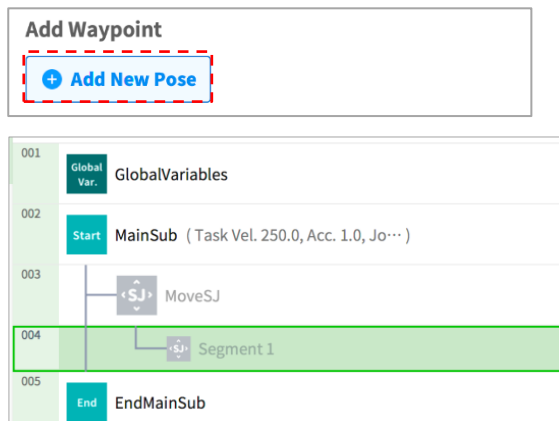 Add Waypoint
Add New Pose
001
Global
Var.
GlobalVariables
002
Start
MainSub ( Task Vel. 250.0, Acc. 1.0, Jo··· )
003
SJ
MoveSJ
004
SJ
Segment 1
005
End
EndMainSub